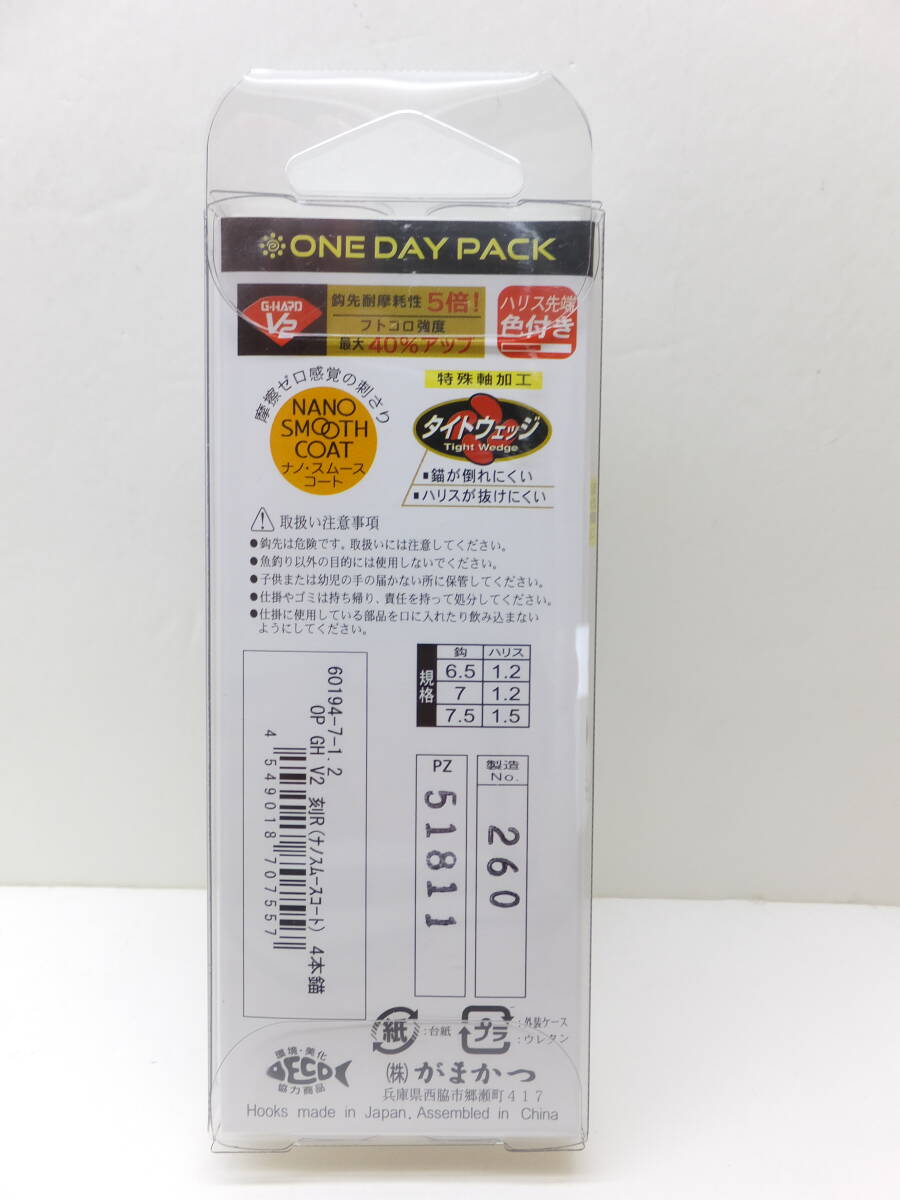 ONE DAY PACK
G-HARD
V2
鈎先耐摩耗性 5倍!
フトコロ強度
最大40%アップ
ハリス先端
色付き
摩擦ゼロ感覚の刺さり
NANO
SMOOTH
COAT
ナノ・スムース
コート
特殊軸加工
タイトウェッジ
Tight Wedge
▪錨が倒れにくい
▪ハリスが抜けにくい
取扱い注意事項
●鈎先は危険です。取扱いには注意してください。
●魚釣り以外の目的には使用しないでください。
●子供または幼児の手の届かない所に保管してください。
●仕掛やゴミは持ち帰り、責任を持って処分してください。
●仕掛に使用している部品を口に入れたり飲み込まない
ようにしてください。
規格
鈎 ハリス
6.5 1.2
7 1.2
7.5 1.5
60194-7-1.2
OP GH V2 刻R(ナノスムースコート) 4本錨
4 549018 707557
PZ
51811
製造
No.
260
紙
:台紙
プラ
:外装ケース
:ウレタン
環境・美化
ECO
協力商品
(株)がまかつ
兵庫県西脇市郷瀬町417
Hooks made in Japan, Assembled in China